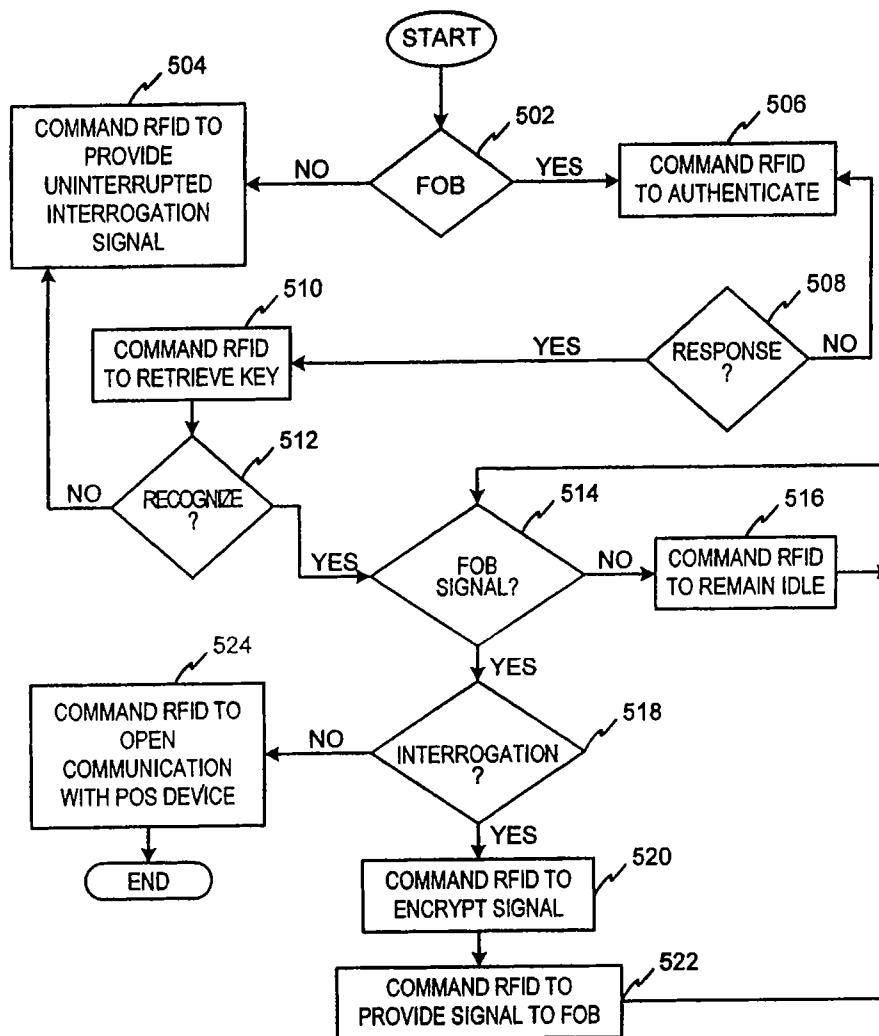 START
504
COMMAND RFID TO
PROVIDE
UNINTERRUPTED
INTERROGATION
SIGNAL
NO
502
FOB
YES
506
COMMAND RFID
TO AUTHENTICATE
508
RESPONSE
?
NO
YES
510
COMMAND RFID
TO RETRIEVE KEY
512
RECOGNIZE
?
NO
YES
514
FOB
SIGNAL?
NO
516
COMMAND RFID
TO REMAIN IDLE
YES
518
INTERROGATION
?
NO
524
COMMAND RFID TO
OPEN
COMMUNICATION
WITH POS DEVICE
END
YES
520
COMMAND RFID TO
ENCRYPT SIGNAL
522
COMMAND RFID TO
PROVIDE SIGNAL TO FOB